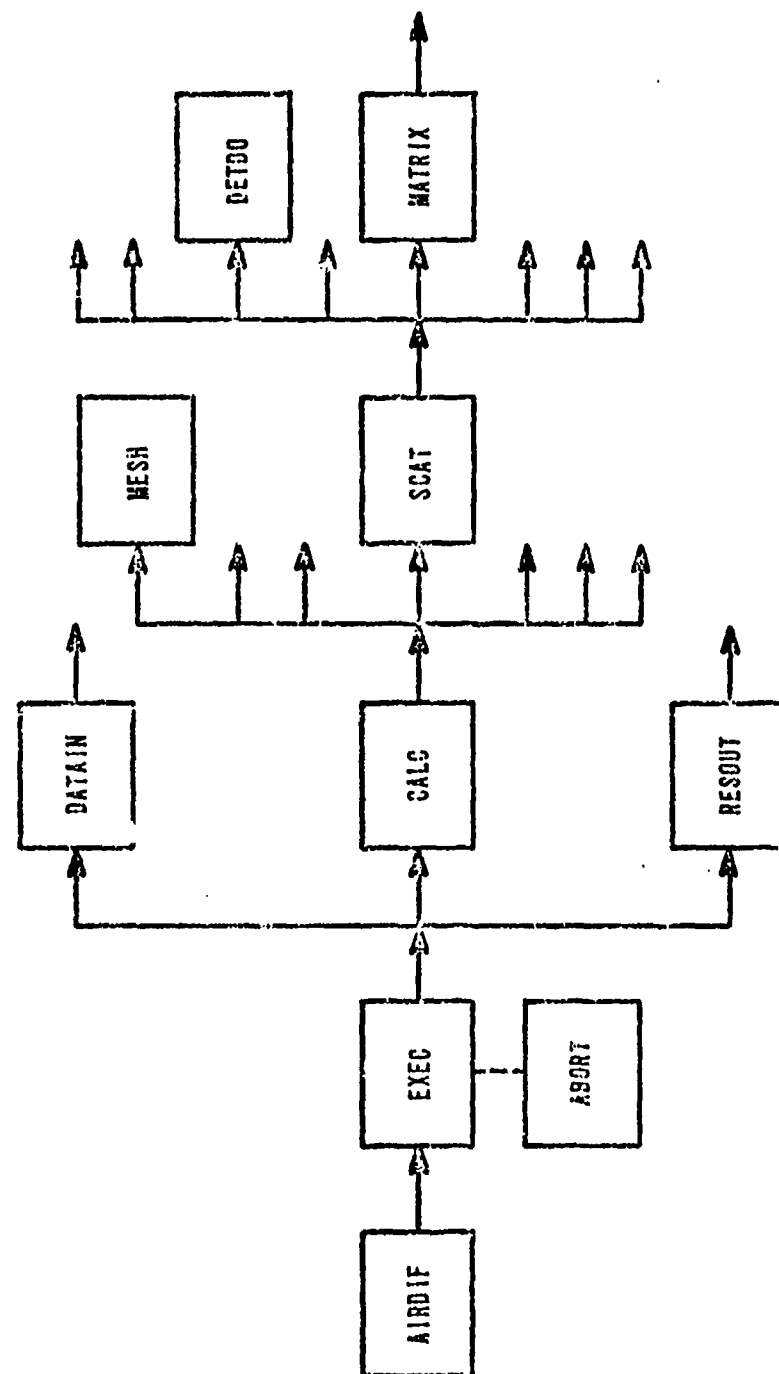 AIRDIF
EXEC
ABORT
DATAIN
CALC
RESOUT
MESH
SCAT
DETDO
MATRIX